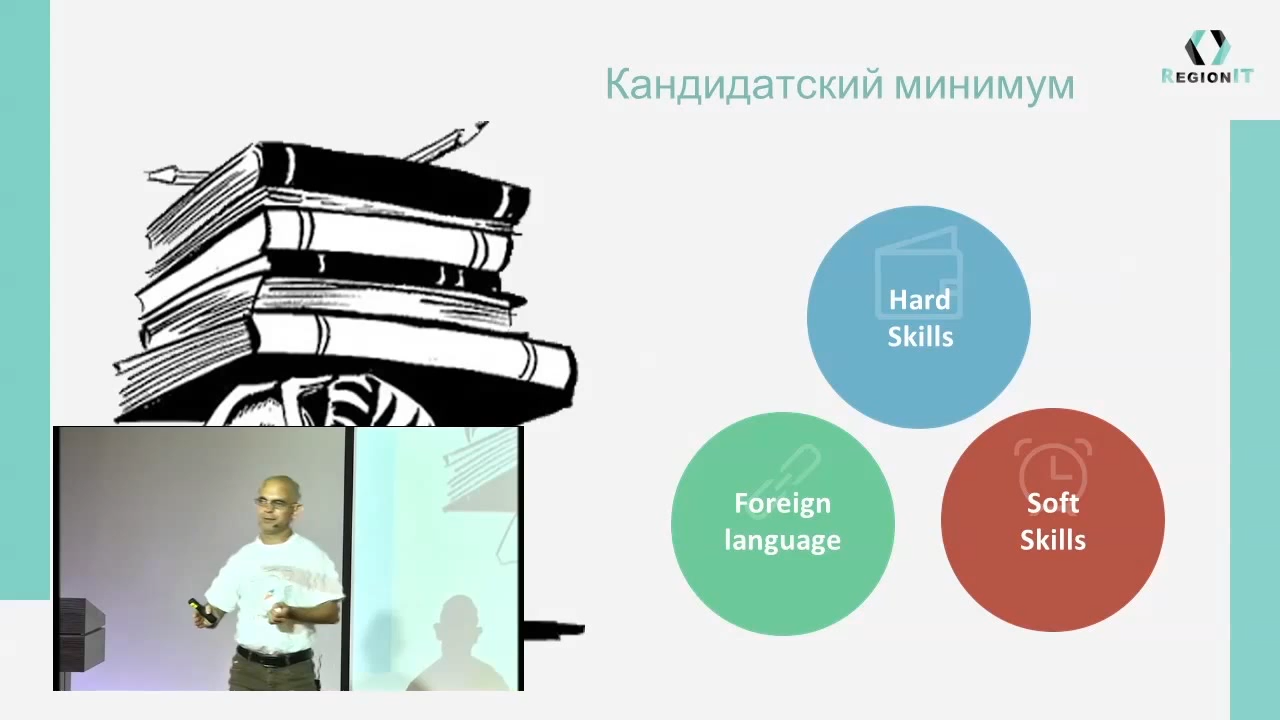 Кандидатский минимум
REGIONIT
Hard
Skills
Foreign
language
Soft
Skills